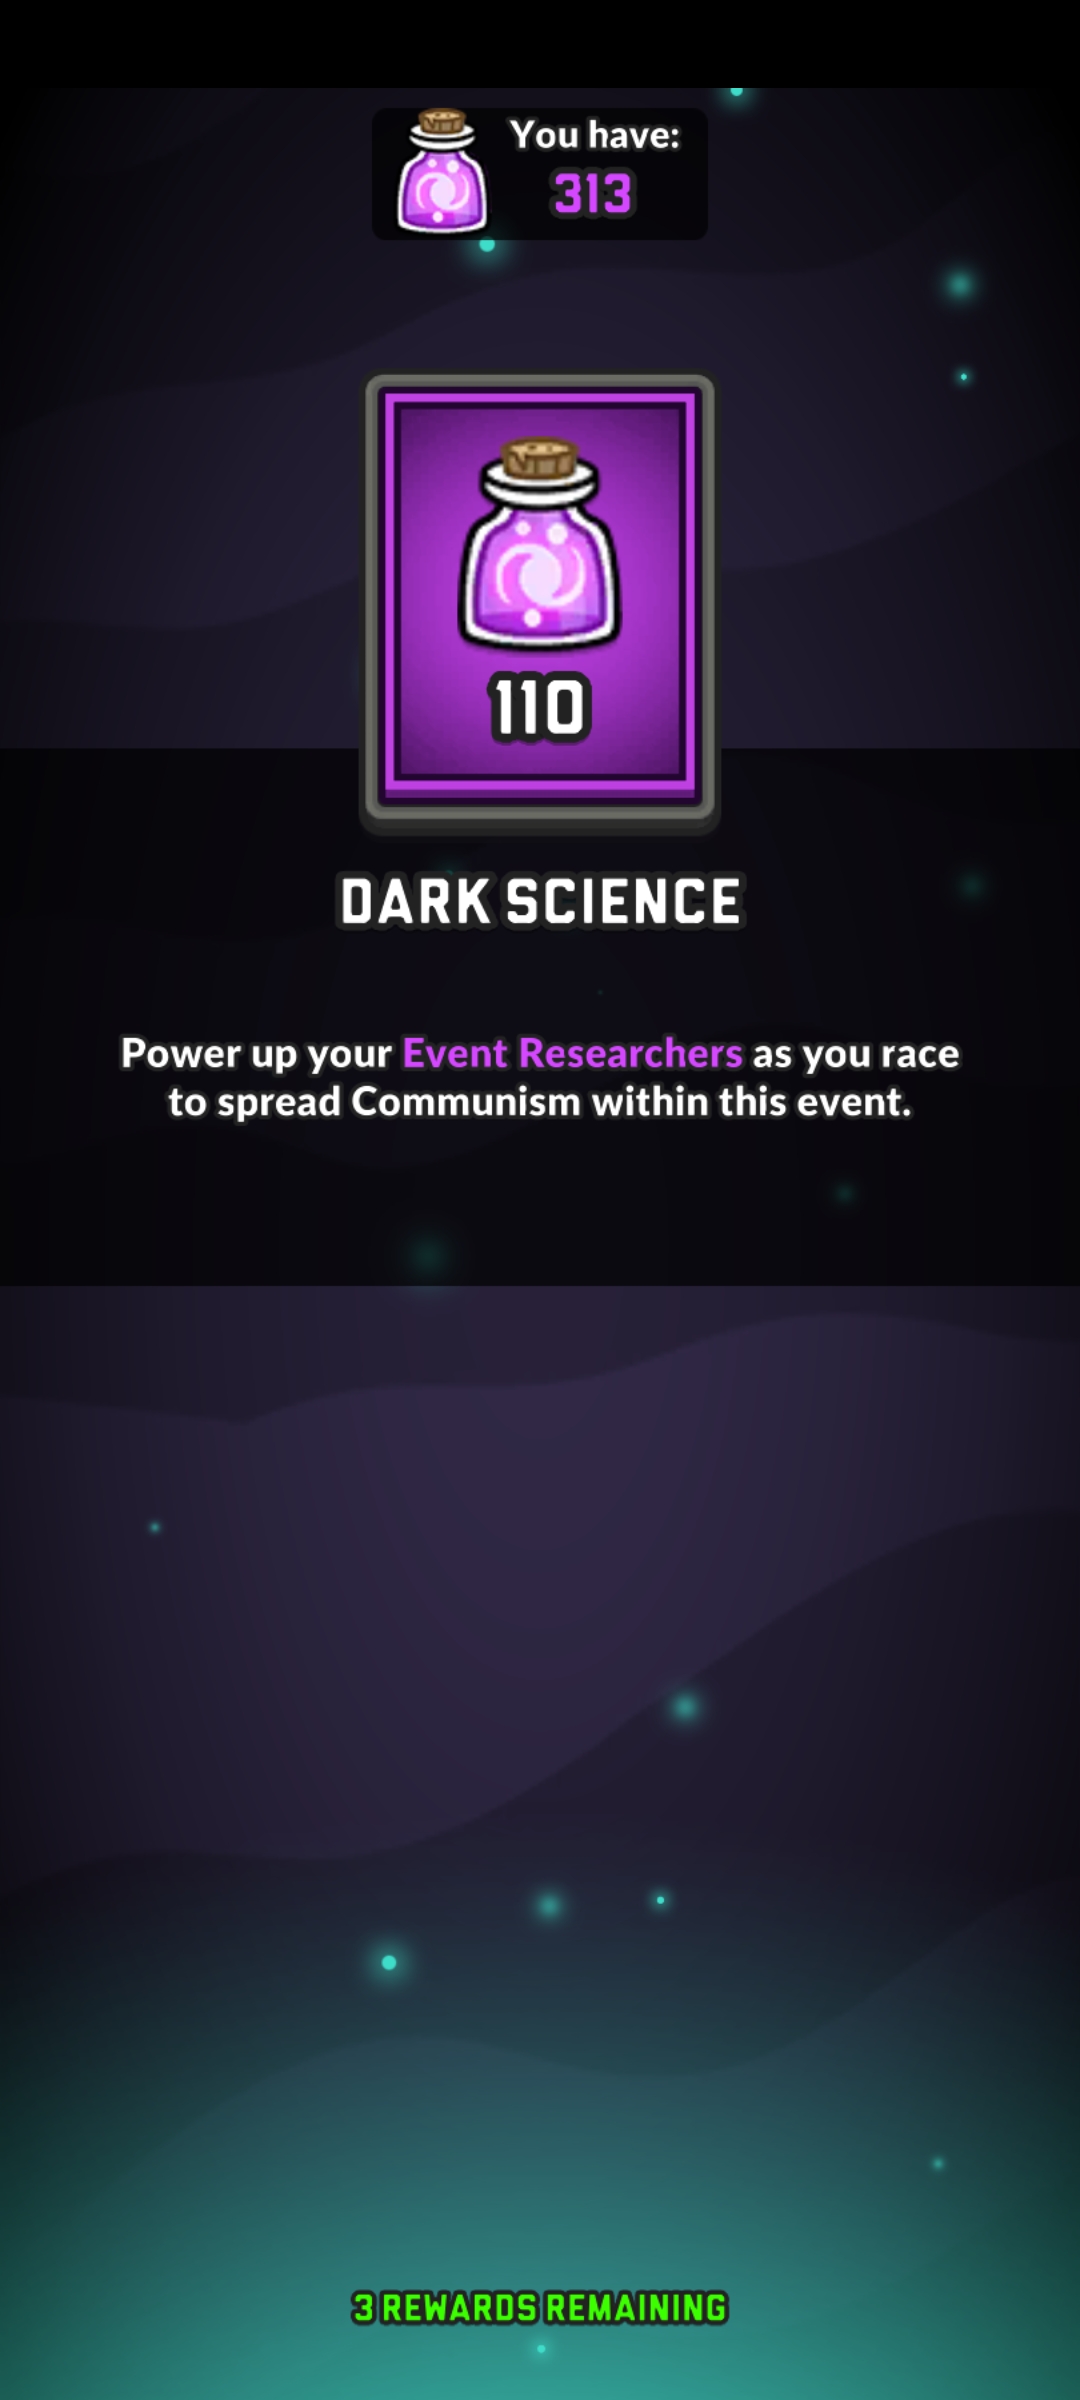 You have:
313
110
DARK SCIENCE
Power up your Event Researchers as you race
to spread Communism within this event.
3 REWARDS REMAINING